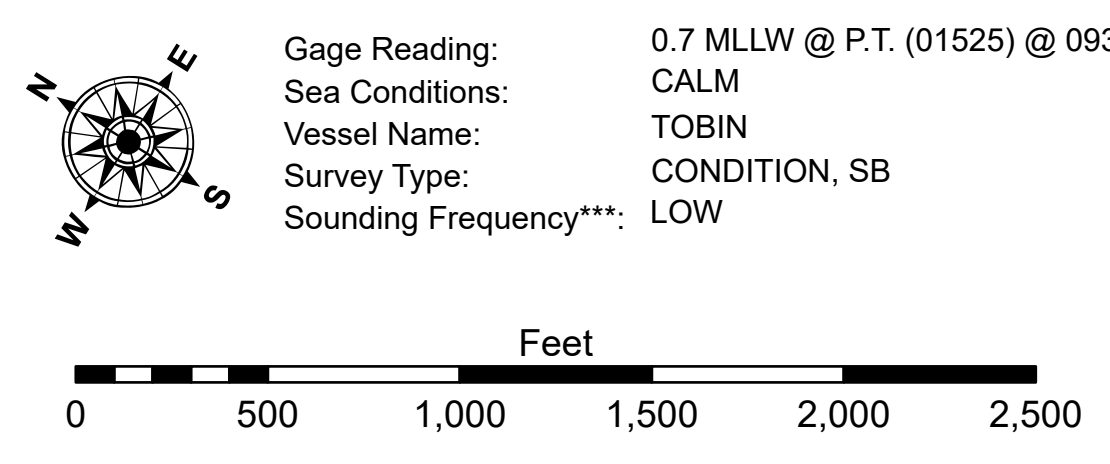 N
E
S
W
Gage Reading: 0.7 MLLW @ P.T. (01525) @ 093
Sea Conditions: CALM
Vessel Name: TOBIN
Survey Type: CONDITION, SB
Sounding Frequency***: LOW
Feet
0 500 1,000 1,500 2,000 2,500